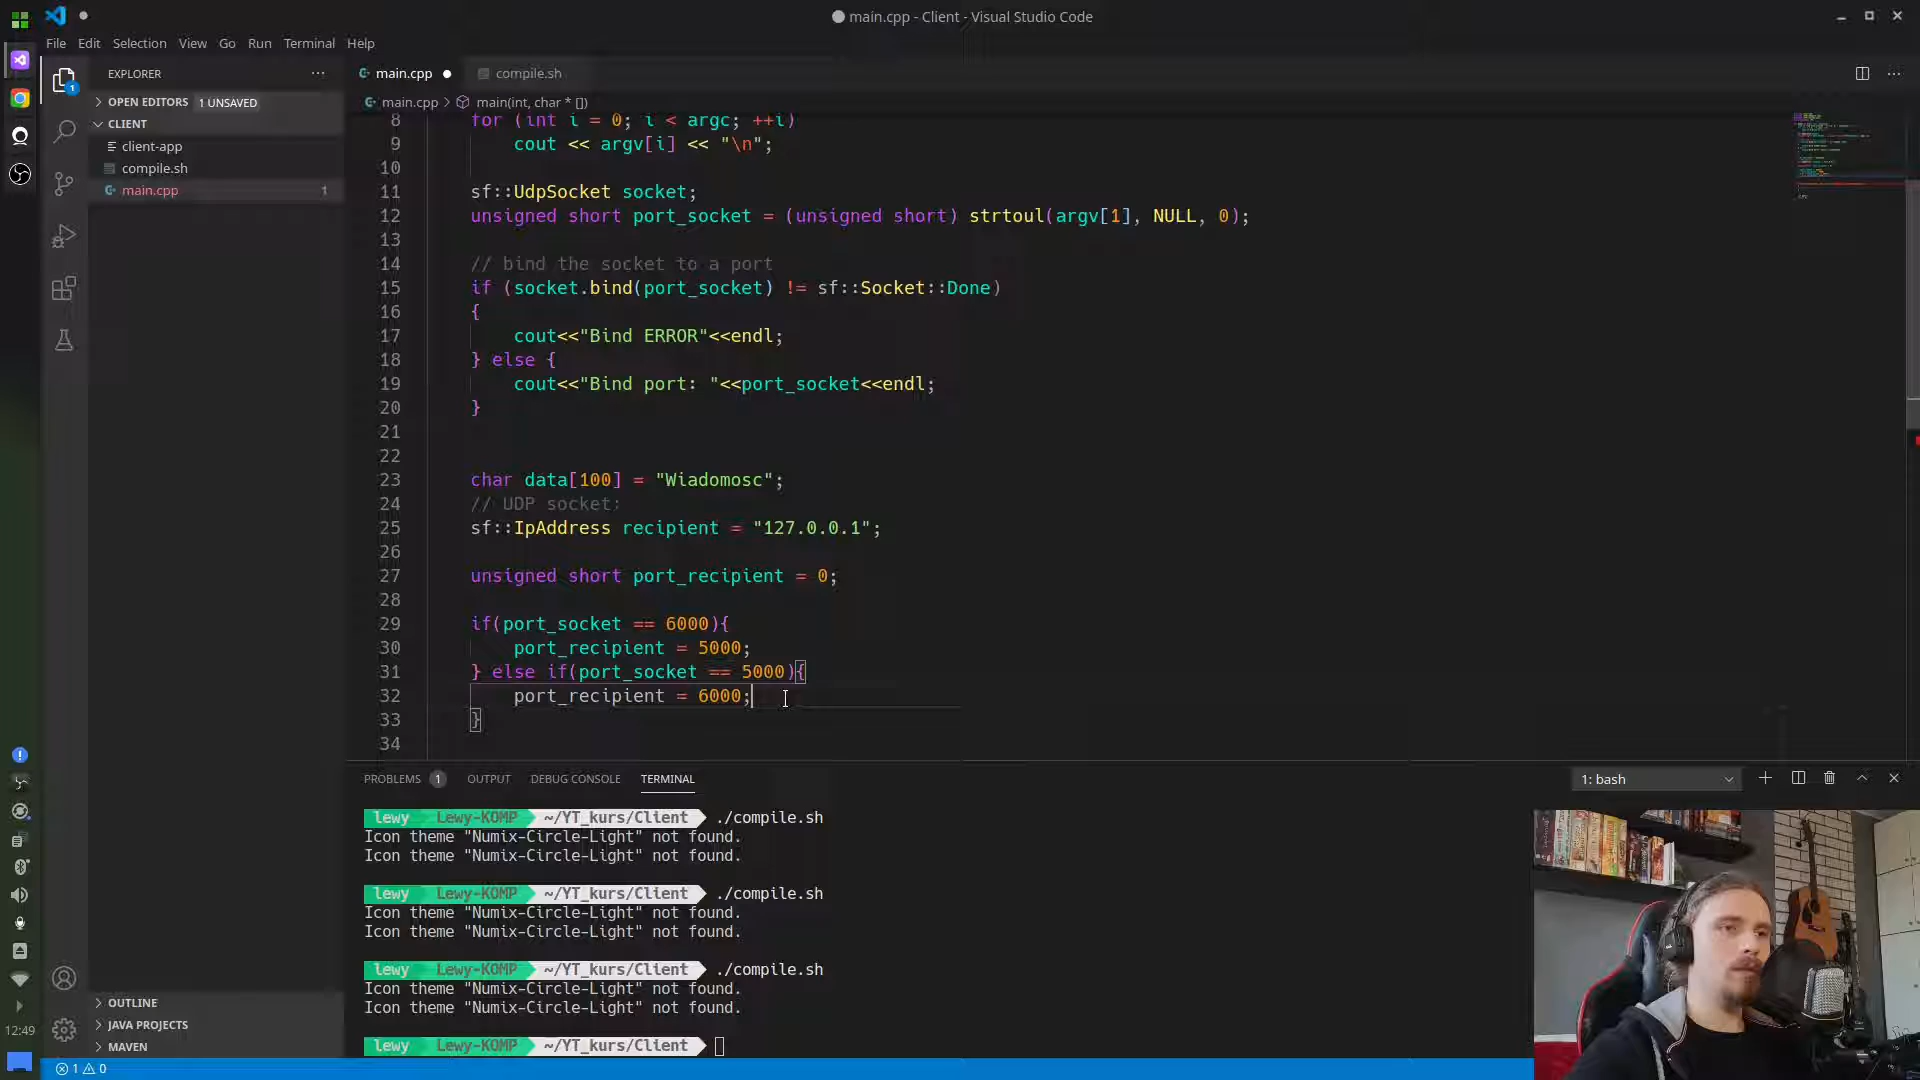 main.cpp - Client - Visual Studio Code
File Edit Selection View Go Run Terminal Help
EXPLORER
OPEN EDITORS 1 UNSAVED
CLIENT
client-app
compile.sh
main.cpp 1
OUTLINE
JAVA PROJECTS
MAVEN
main.cpp compile.sh
main.cpp > main(int, char * [])
8 for (int i = 0; i < argc; ++i)
9 cout << argv[i] << "\n";
10
11 sf::UdpSocket socket;
12 unsigned short port_socket = (unsigned short) strtoul(argv[1], NULL, 0);
13
14 // bind the socket to a port
15 if (socket.bind(port_socket) != sf::Socket::Done)
16 {
17 cout<<"Bind ERROR"<<endl;
18 } else {
19 cout<<"Bind port: "<<port_socket<<endl;
20 }
21
22
23 char data[100] = "Wiadomosc";
24 // UDP socket:
25 sf::IpAddress recipient = "127.0.0.1";
26
27 unsigned short port_recipient = 0;
28
29 if(port_socket == 6000){
30 port_recipient = 5000;
31 } else if(port_socket == 5000){
32 port_recipient = 6000;
33 }
34
PROBLEMS 1 OUTPUT DEBUG CONSOLE TERMINAL 1: bash
lewy Lewy-KOMP ~/YT_kurs/Client ./compile.sh
Icon theme "Numix-Circle-Light" not found.
Icon theme "Numix-Circle-Light" not found.
lewy Lewy-KOMP ~/YT_kurs/Client ./compile.sh
Icon theme "Numix-Circle-Light" not found.
Icon theme "Numix-Circle-Light" not found.
lewy Lewy-KOMP ~/YT_kurs/Client ./compile.sh
Icon theme "Numix-Circle-Light" not found.
Icon theme "Numix-Circle-Light" not found.
lewy Lewy-KOMP ~/YT_kurs/Client
12:49
1 0